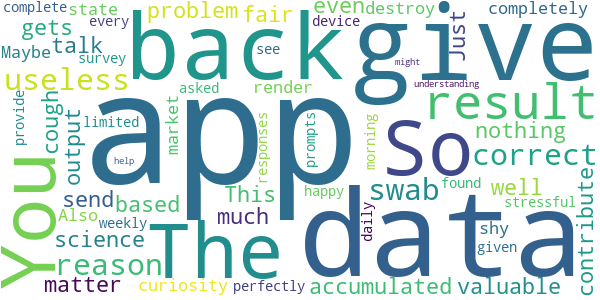 complete state problem fair even destroy completely
Maybe every device
gets talk survey
back give Just
useless asked see render might result
understanding
provide cough output limited
app So nothing
market responses prompts morning correct
help
You send based happy swab found well
This
Also much contribute
weekly The data stressful
science daily shy given
reason accumulated valuable
matter curiosity perfectly